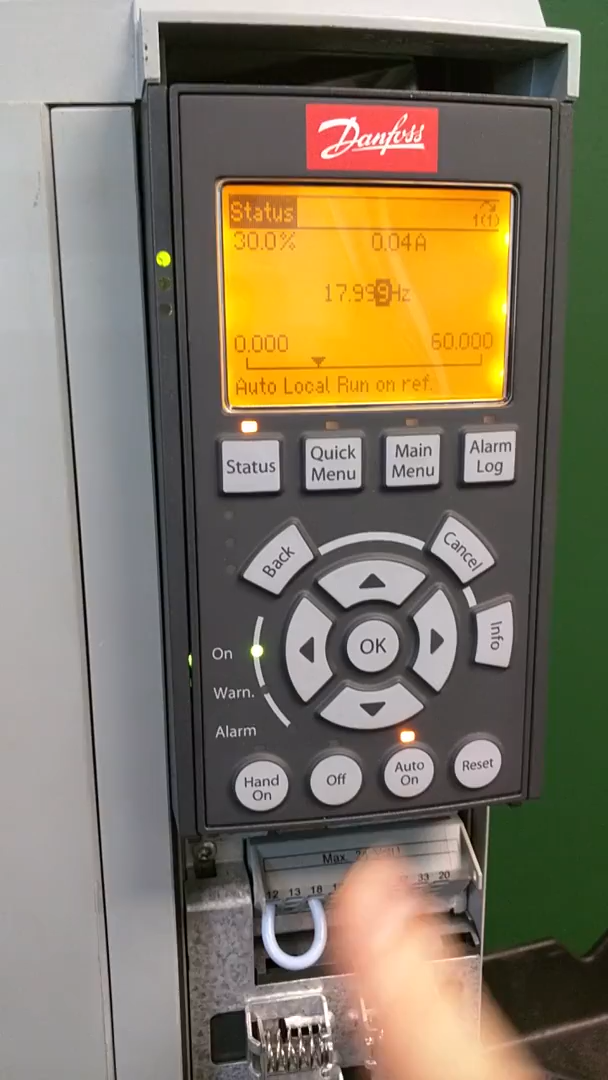 Danfoss
Status
1(1)
30.0%
0.04A
17.999Hz
0.000
60.000
Auto Local Run on ref.
Status
Quick
Menu
Main
Menu
Alarm
Log
Back
Cancel
Info
OK
On
Warn.
Alarm
Hand
On
Off
Auto
On
Reset
Max.
12 13 18
33 20